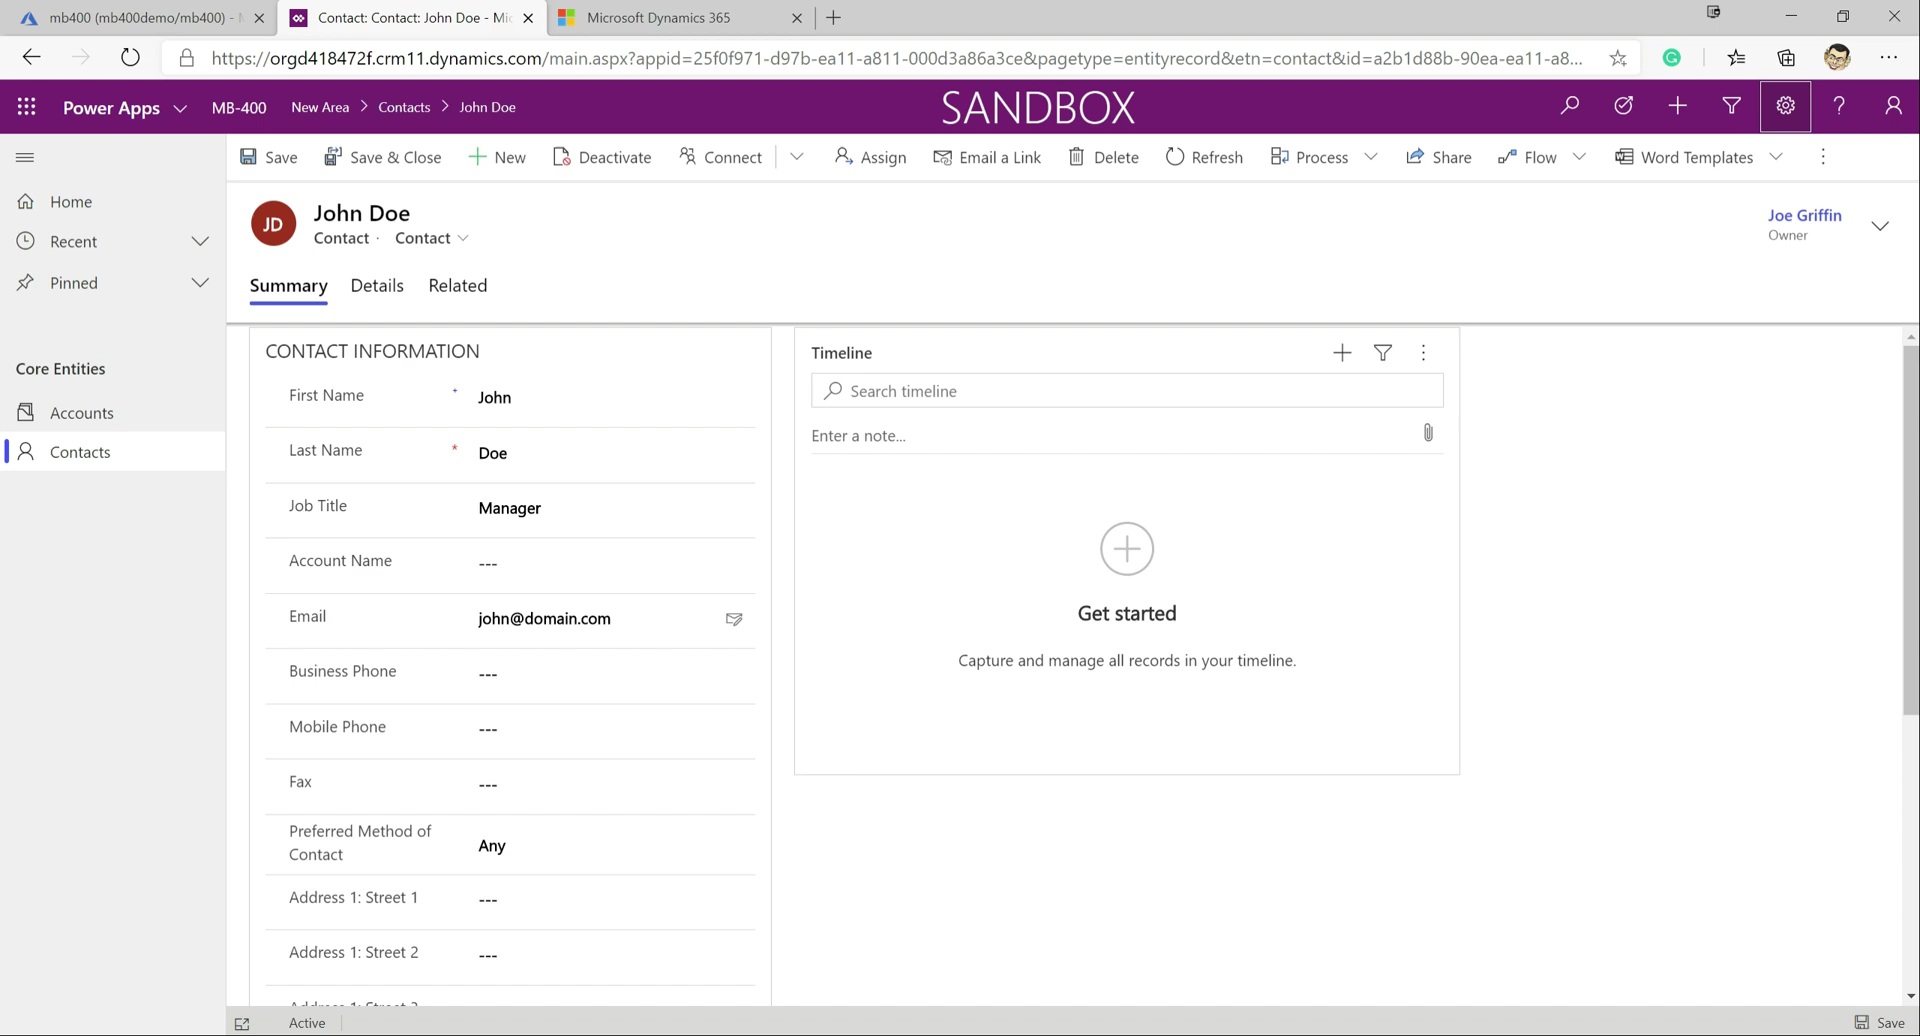 mb400 (mb400demo/mb400) -
Contact: Contact: John Doe - Mic
Microsoft Dynamics 365
https://orgd418472f.crm11.dynamics.com/main.aspx?appid=25f0f971-d97b-ea11-a811-000d3a86a3ce&pagetype=entityrecord&etn=contact&id=a2b1d88b-90ea-ea11-a8...
Power Apps
MB-400
New Area > Contacts > John Doe
SANDBOX
?
Save
Save & Close
New
Deactivate
Connect
Assign
Email a Link
Delete
Refresh
Process
Share
Flow
Word Templates
Home
Recent
Pinned
Core Entities
Accounts
Contacts
JD
John Doe
Contact · Contact
Joe Griffin
Owner
Summary
Details
Related
CONTACT INFORMATION
First Name * John
Last Name * Doe
Job Title Manager
Account Name ---
Email john@domain.com
Business Phone ---
Mobile Phone ---
Fax ---
Preferred Method of
Contact
Any
Address 1: Street 1 ---
Address 1: Street 2 ---
Timeline
Search timeline
Enter a note...
Get started
Capture and manage all records in your timeline.
Active
Save